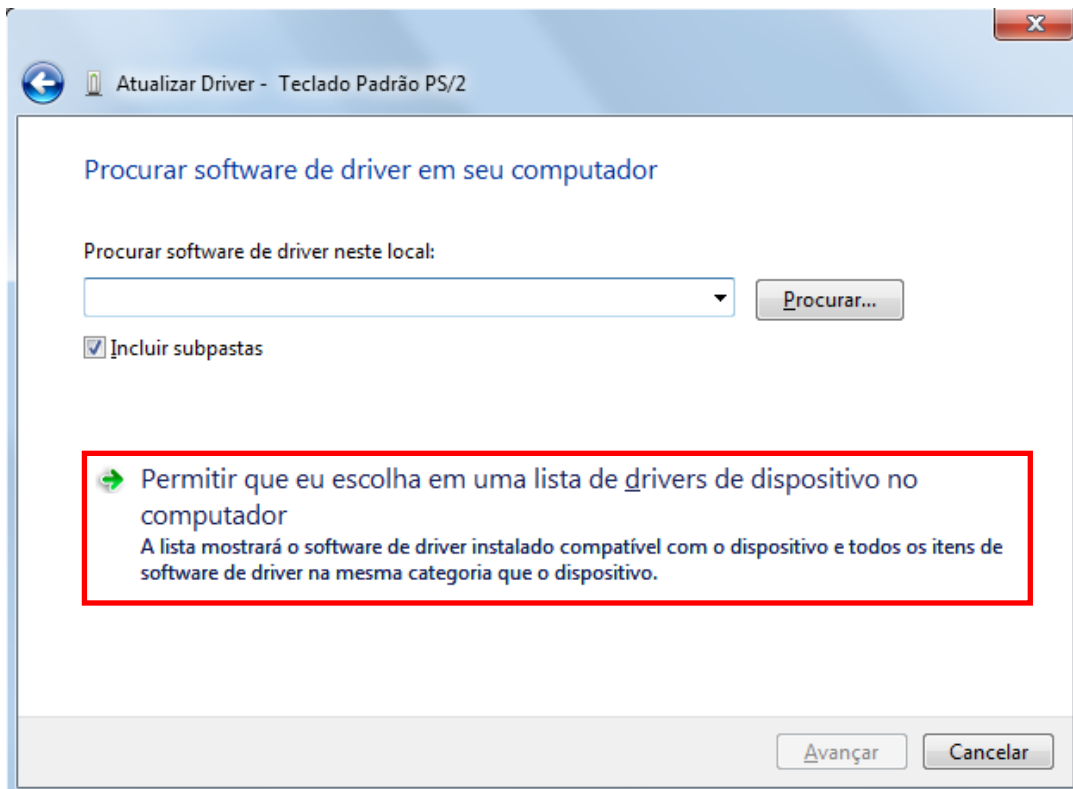 Atualizar Driver - Teclado Padrão PS/2
Procurar software de driver em seu computador
Procurar software de driver neste local:
Procurar...
Incluir subpastas
Permitir que eu escolha em uma lista de drivers de dispositivo no
computador
A lista mostrará o software de driver instalado compatível com o dispositivo e todos os itens de
software de driver na mesma categoria que o dispositivo.
Avançar
Cancelar